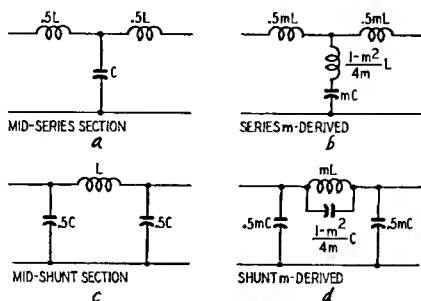 .5L .5L
C
MID-SERIES SECTION
a
.5mL .5mL
1-m²
4m L
mC
SERIES m-DERIVED
b
L
.5C .5C
MID-SHUNT SECTION
c
mL
.5mC .5mC
1-m²
4m C
SHUNT m-DERIVED
d